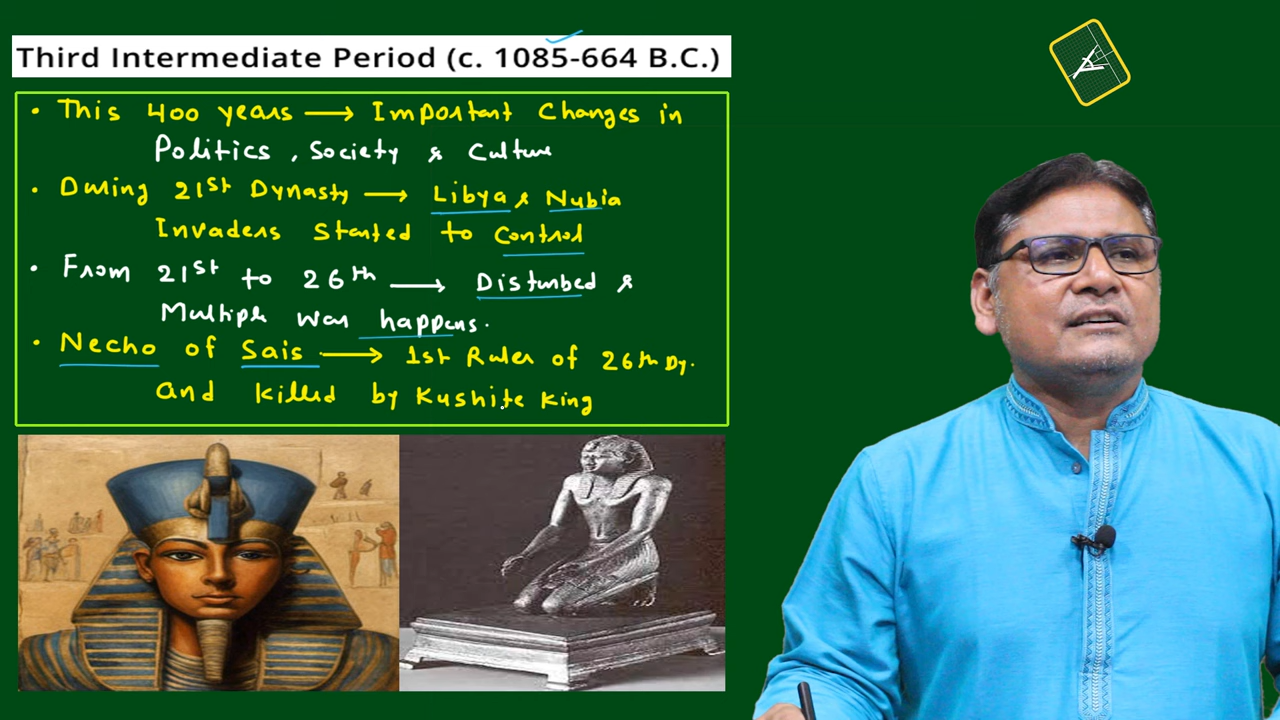 Third Intermediate Period (c. 1085-664 B.C.)
• This 400 years → Important Changes in
Politics, Society & Culture
• During 21st Dynasty → Libya & Nubia
Invaders Started to Control
• From 21st to 26th → Disturbed &
Multiple War happens.
• Necho of Sais → 1st Ruler of 26th Dy.
and killed by Kushite King